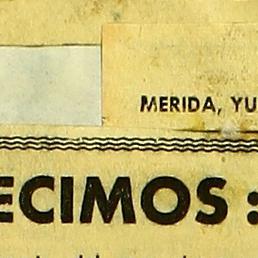 MERIDA, YU
ECIMOS :